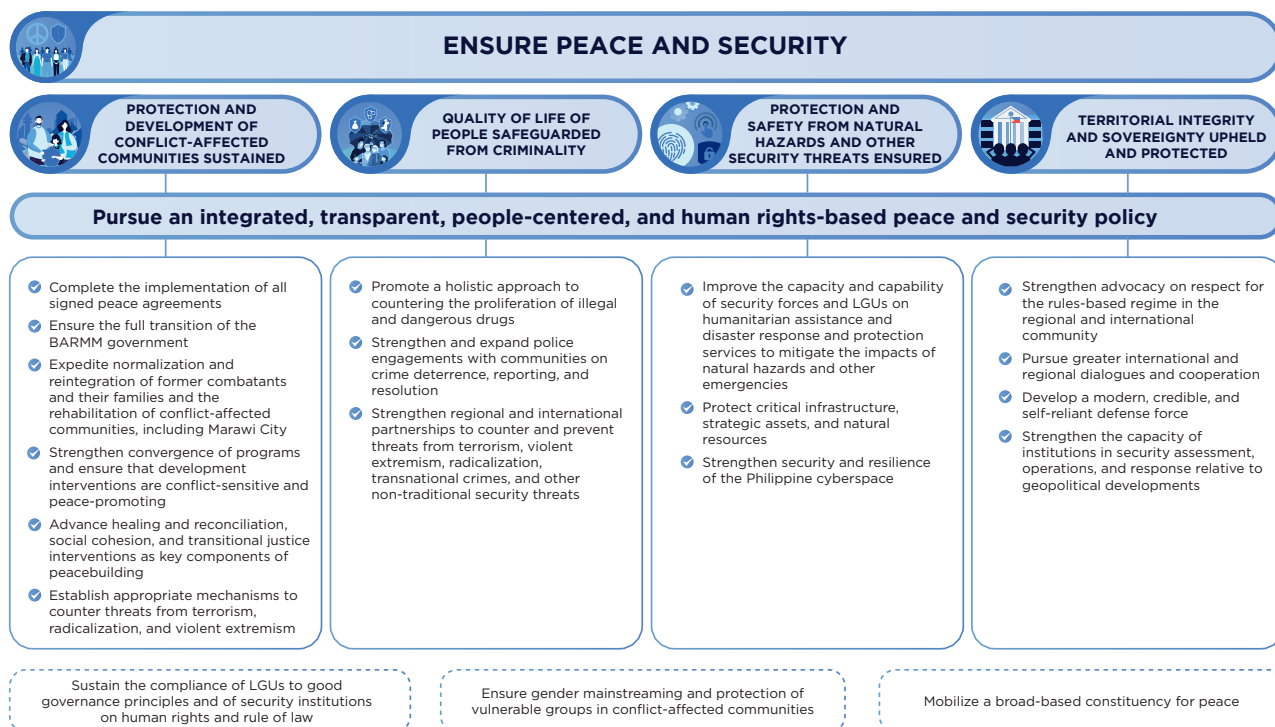 ENSURE PEACE AND SECURITY
PROTECTION AND
DEVELOPMENT OF
CONFLICT-AFFECTED
COMMUNITIES SUSTAINED
QUALITY OF LIFE OF
PEOPLE SAFEGUARDED
FROM CRIMINALITY
PROTECTION AND
SAFETY FROM NATURAL
HAZARDS AND OTHER
SECURITY THREATS ENSURED
TERRITORIAL INTEGRITY
AND SOVEREIGNTY UPHELD
AND PROTECTED
Pursue an integrated, transparent, people-centered, and human rights-based peace and security policy
Complete the implementation of all
signed peace agreements
Ensure the full transition of the
BARMM government
Expedite normalization and
reintegration of former combatants
and their families and the
rehabilitation of conflict-affected
communities, including Marawi City
Strengthen convergence of programs
and ensure that development
interventions are conflict-sensitive and
peace-promoting
Advance healing and reconciliation,
social cohesion, and transitional justice
interventions as key components of
peacebuilding
Establish appropriate mechanisms to
counter threats from terrorism,
radicalization, and violent extremism
Promote a holistic approach to
countering the proliferation of illegal
and dangerous drugs
Strengthen and expand police
engagements with communities on
crime deterrence, reporting, and
resolution
Strengthen regional and international
partnerships to counter and prevent
threats from terrorism, violent
extremism, radicalization,
transnational crimes, and other
non-traditional security threats
Improve the capacity and capability
of security forces and LGUs on
humanitarian assistance and
disaster response and protection
services to mitigate the impacts of
natural hazards and other
emergencies
Protect critical infrastructure,
strategic assets, and natural
resources
Strengthen security and resilience
of the Philippine cyberspace
Strengthen advocacy on respect for
the rules-based regime in the
regional and international
community
Pursue greater international and
regional dialogues and cooperation
Develop a modern, credible, and
self-reliant defense force
Strengthen the capacity of
institutions in security assessment,
operations, and response relative to
geopolitical developments
Sustain the compliance of LGUs to good
governance principles and of security institutions
on human rights and rule of law
Ensure gender mainstreaming and protection of
vulnerable groups in conflict-affected communities
Mobilize a broad-based constituency for peace